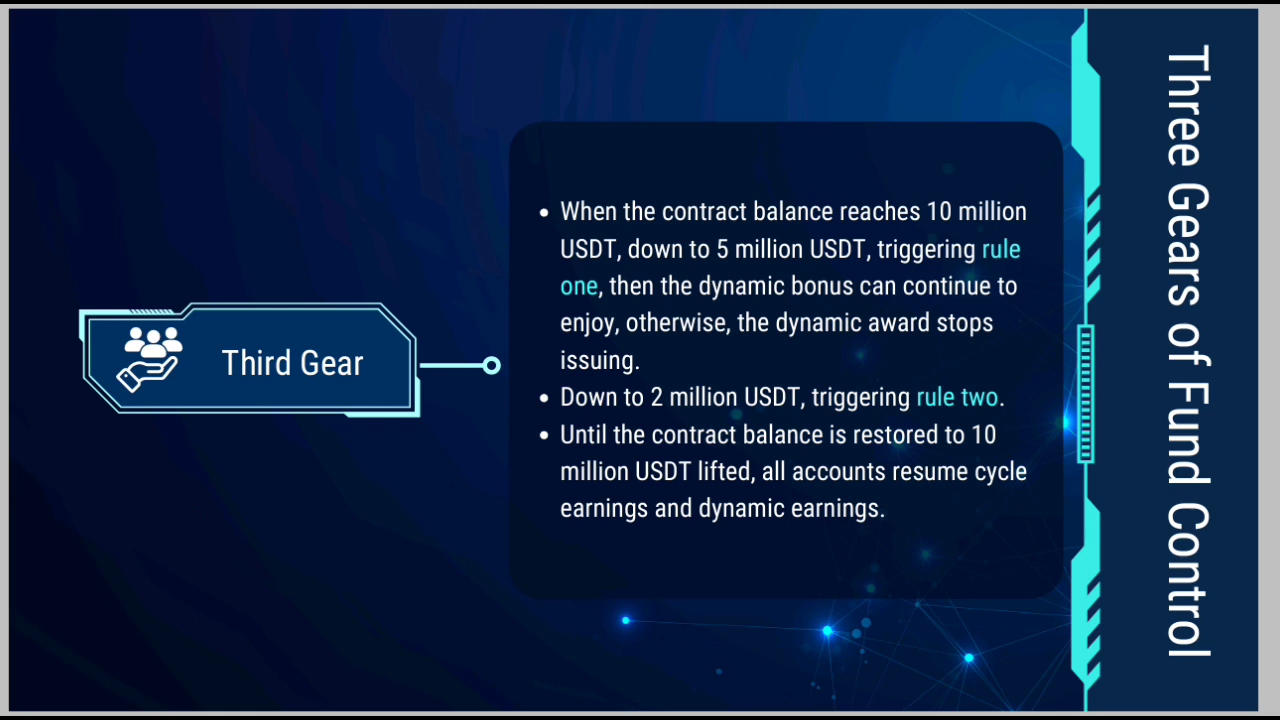 Three Gears of Fund Control
Third Gear
• When the contract balance reaches 10 million
USDT, down to 5 million USDT, triggering rule
one, then the dynamic bonus can continue to
enjoy, otherwise, the dynamic award stops
issuing.
• Down to 2 million USDT, triggering rule two.
• Until the contract balance is restored to 10
million USDT lifted, all accounts resume cycle
earnings and dynamic earnings.